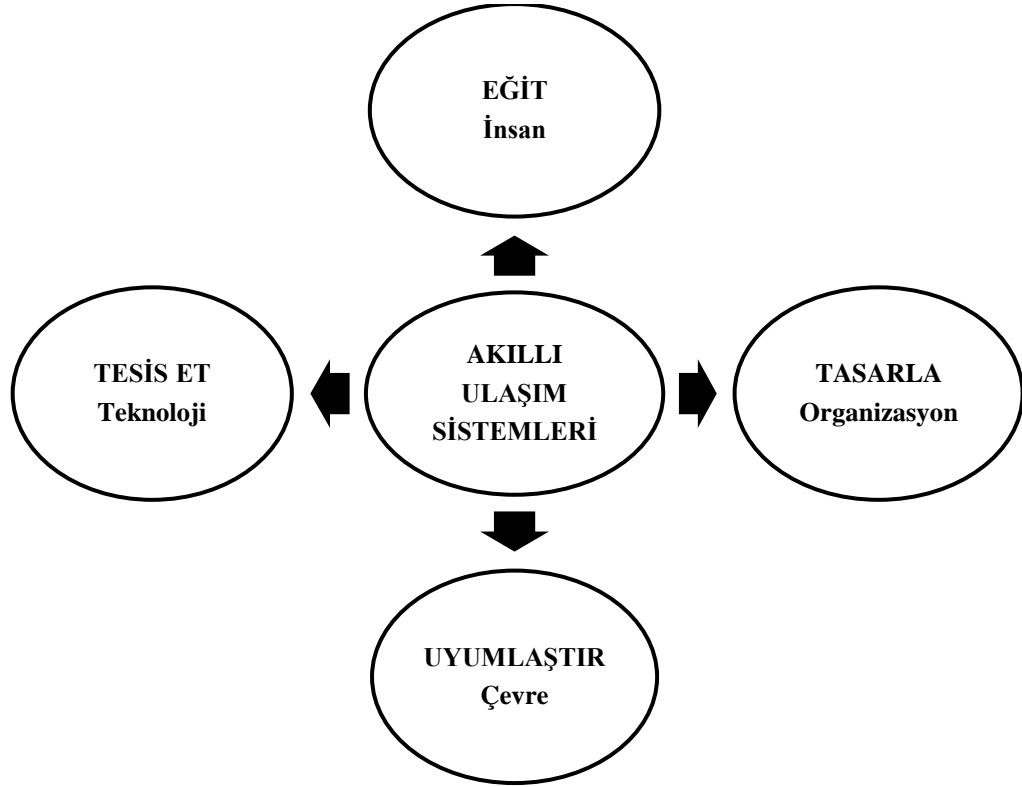 EĞİT
İnsan
TESİS ET
Teknoloji
AKILLI
ULAŞIM
SİSTEMLERİ
TASARLA
Organizasyon
UYUMLAŞTIR
Çevre